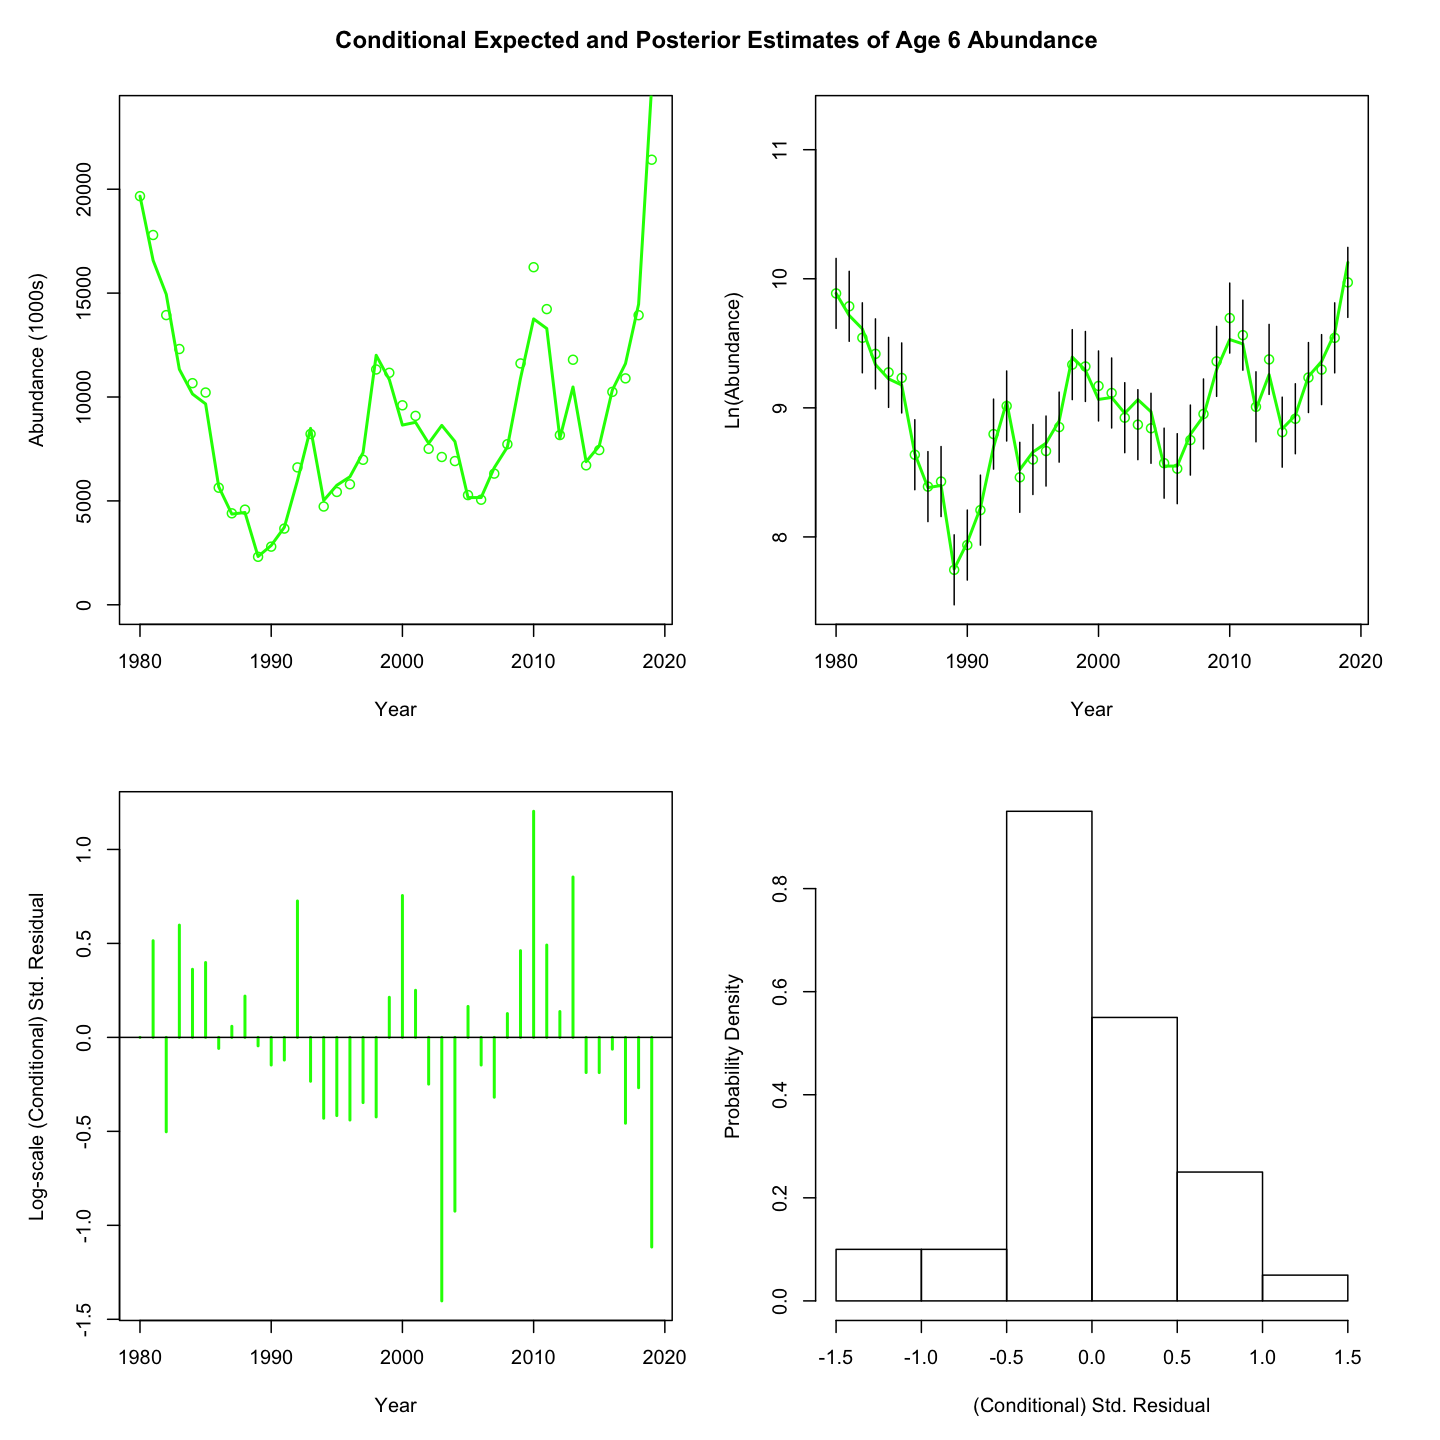 Conditional Expected and Posterior Estimates of Age 6 Abundance
Abundance (1000s)
20000
15000
10000
5000
0
1980 1990 2000 2010 2020
Year
Ln(Abundance)
11
10
9
8
1980 1990 2000 2010 2020
Year
Log-scale (Conditional) Std. Residual
1.0
0.5
0.0
-0.5
-1.0
-1.5
1980 1990 2000 2010 2020
Year
Probability Density
0.8
0.6
0.4
0.2
0.0
-1.5 -1.0 -0.5 0.0 0.5 1.0 1.5
(Conditional) Std. Residual